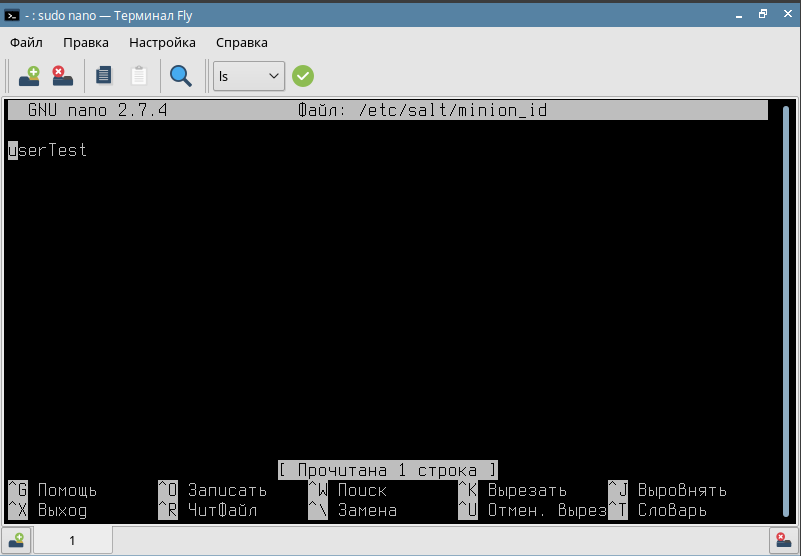 - : sudo nano — Терминал Fly
Файл Правка Настройка Справка
ls
GNU nano 2.7.4 Файл: /etc/salt/minion_id
userTest
[ Прочитана 1 строка ]
^G Помощь ^O Записать ^W Поиск ^K Вырезать ^J Выровнять
^X Выход ^R ЧитФайл ^\ Замена ^U Отмен. Вырез ^T Словарь
1